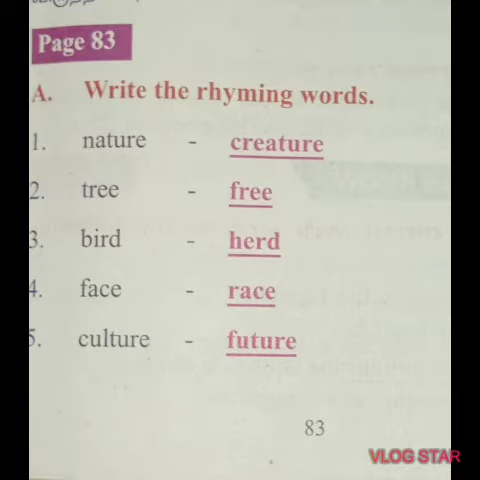 Page 83
A. Write the rhyming words.
1. nature - creature
2. tree - free
3. bird - herd
4. face - race
5. culture - future
83
VLOG STAR